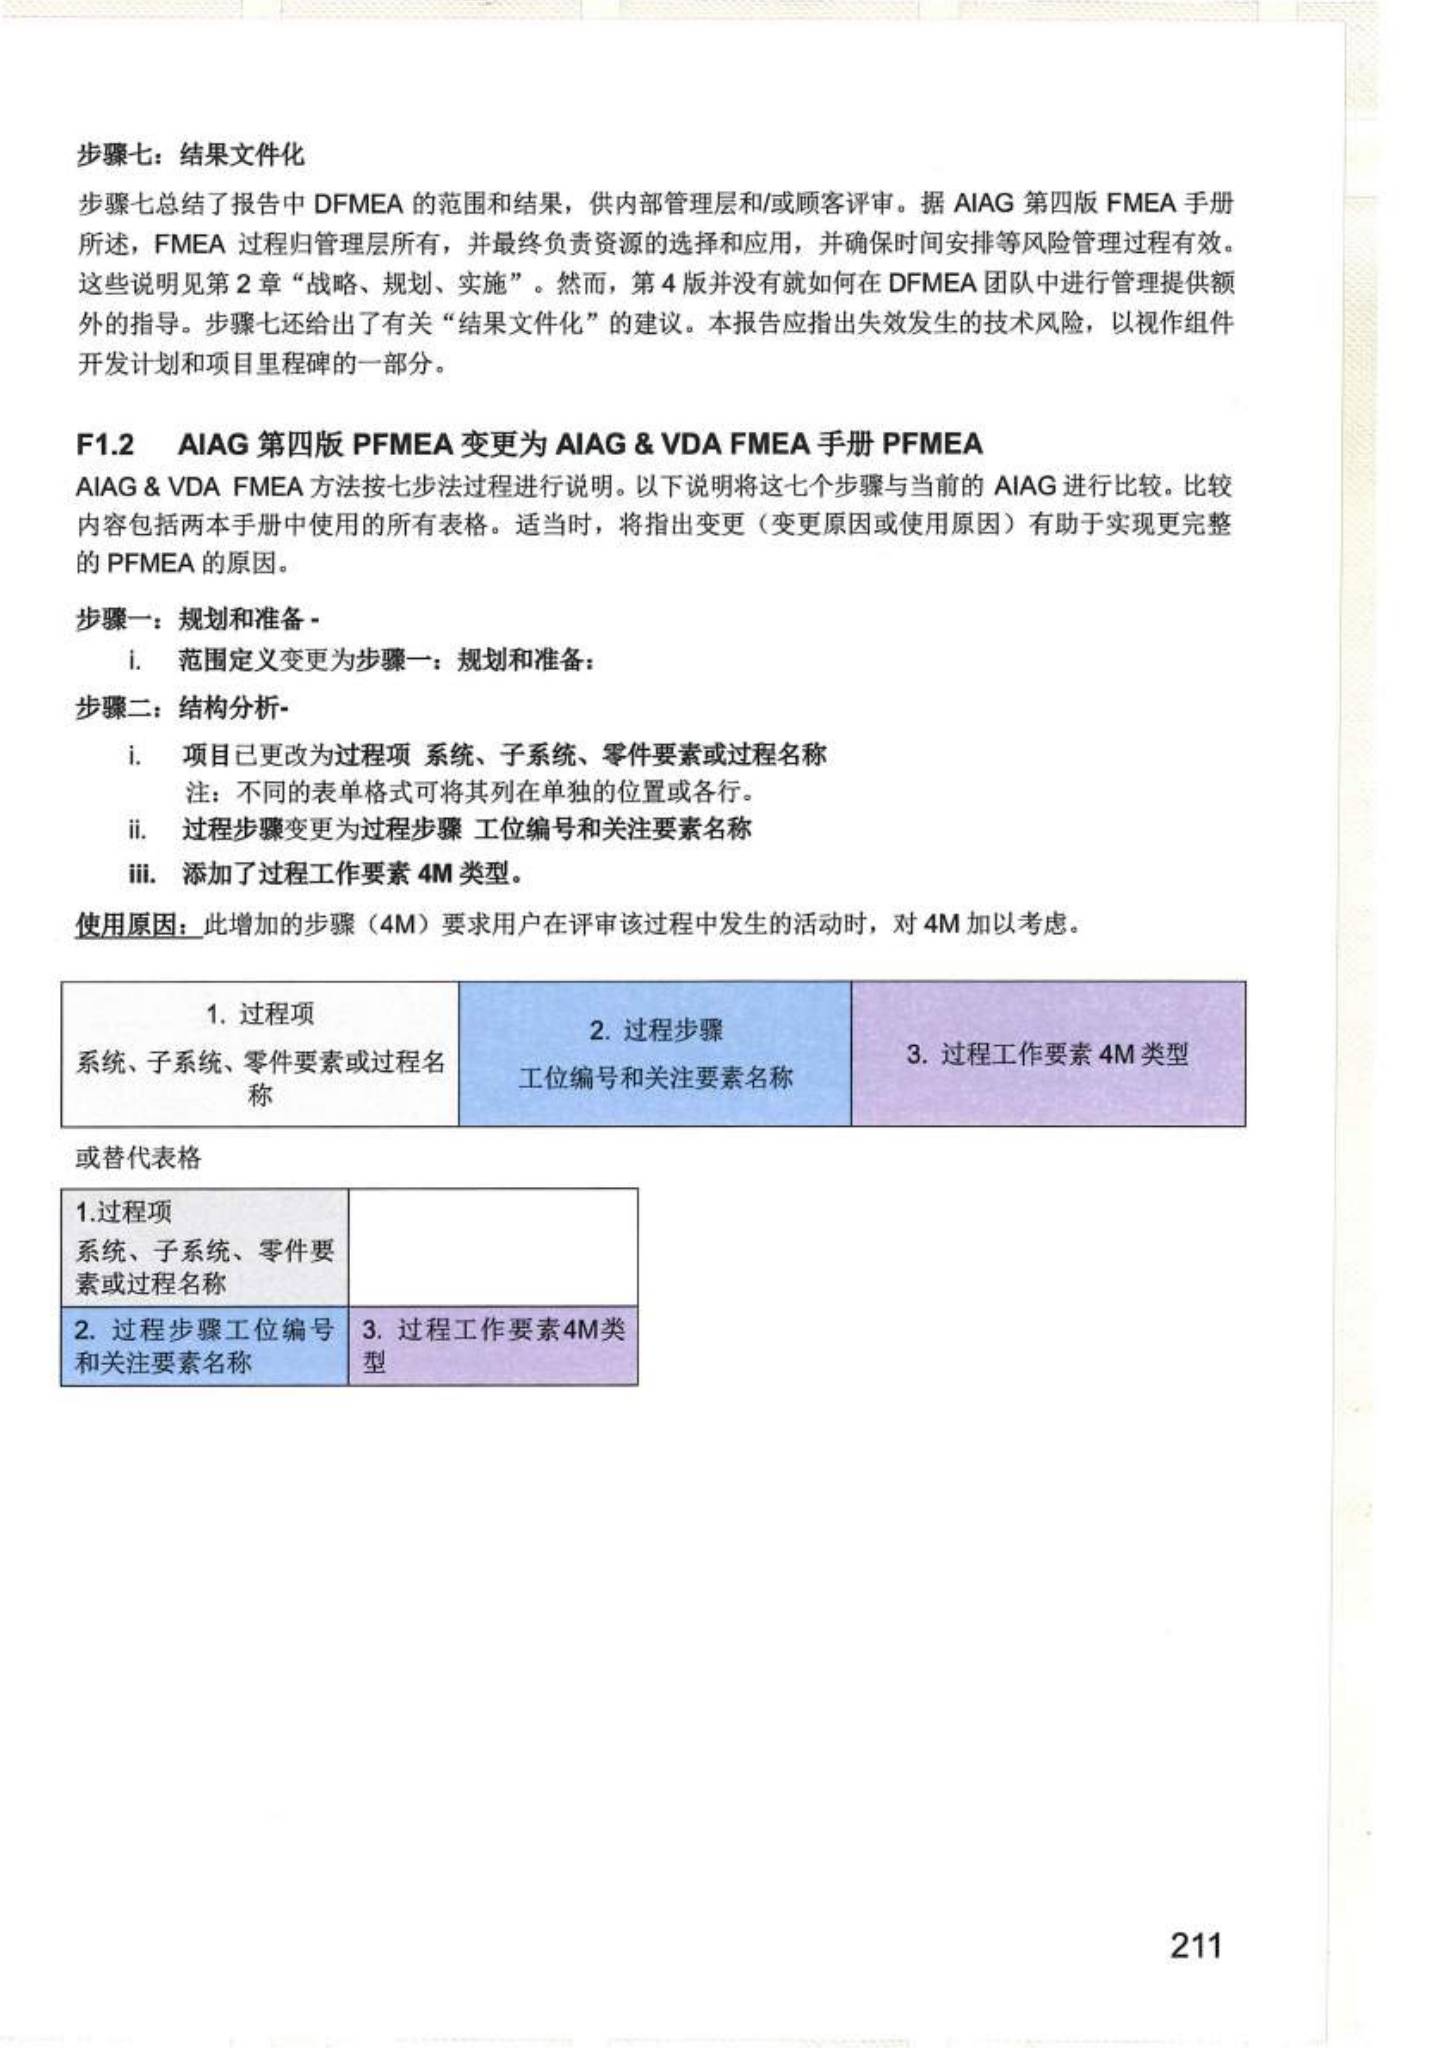 步骤七：结果文件化
步骤七总结了报告中 DFMEA 的范围和结果，供内部管理层和/或顾客评审。据 AIAG 第四版 FMEA 手册
所述，FMEA 过程归管理层所有，并最终负责资源的选择和应用，并确保时间安排等风险管理过程有效。
这些说明见第 2 章“战略、规划、实施”。然而，第 4 版并没有就如何在 DFMEA 团队中进行管理提供额
外的指导。步骤七还给出了有关“结果文件化”的建议。本报告应指出失效发生的技术风险，以视作组件
开发计划和项目里程碑的一部分。
F1.2 AIAG 第四版 PFMEA 变更为 AIAG & VDA FMEA 手册 PFMEA
AIAG & VDA FMEA 方法按七步法过程进行说明。以下说明将这七个步骤与当前的 AIAG 进行比较。比较
内容包括两本手册中使用的所有表格。适当时，将指出变更（变更原因或使用原因）有助于实现更完整
的 PFMEA 的原因。
步骤一：规划和准备 -
i. 范围定义变更为步骤一：规划和准备：
步骤二：结构分析-
i. 项目已更改为过程项 系统、子系统、零件要素或过程名称
注：不同的表单格式可将其列在单独的位置或各行。
ii. 过程步骤变更为过程步骤 工位编号和关注要素名称
iii. 添加了过程工作要素 4M 类型。
使用原因：此增加的步骤（4M）要求用户在评审该过程中发生的活动时，对 4M 加以考虑。
1. 过程项
系统、子系统、零件要素或过程名
称
2. 过程步骤
工位编号和关注要素名称
3. 过程工作要素 4M 类型
或替代表格
1.过程项
系统、子系统、零件要
素或过程名称
2. 过程步骤工位编号
和关注要素名称
3. 过程工作要素4M类
型
211